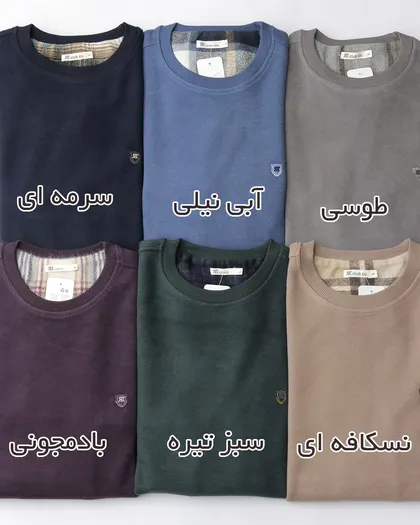 طوسی
آبی نیلی
سرمه ای
نسکافه ای
سبز تیره
بادمجونی